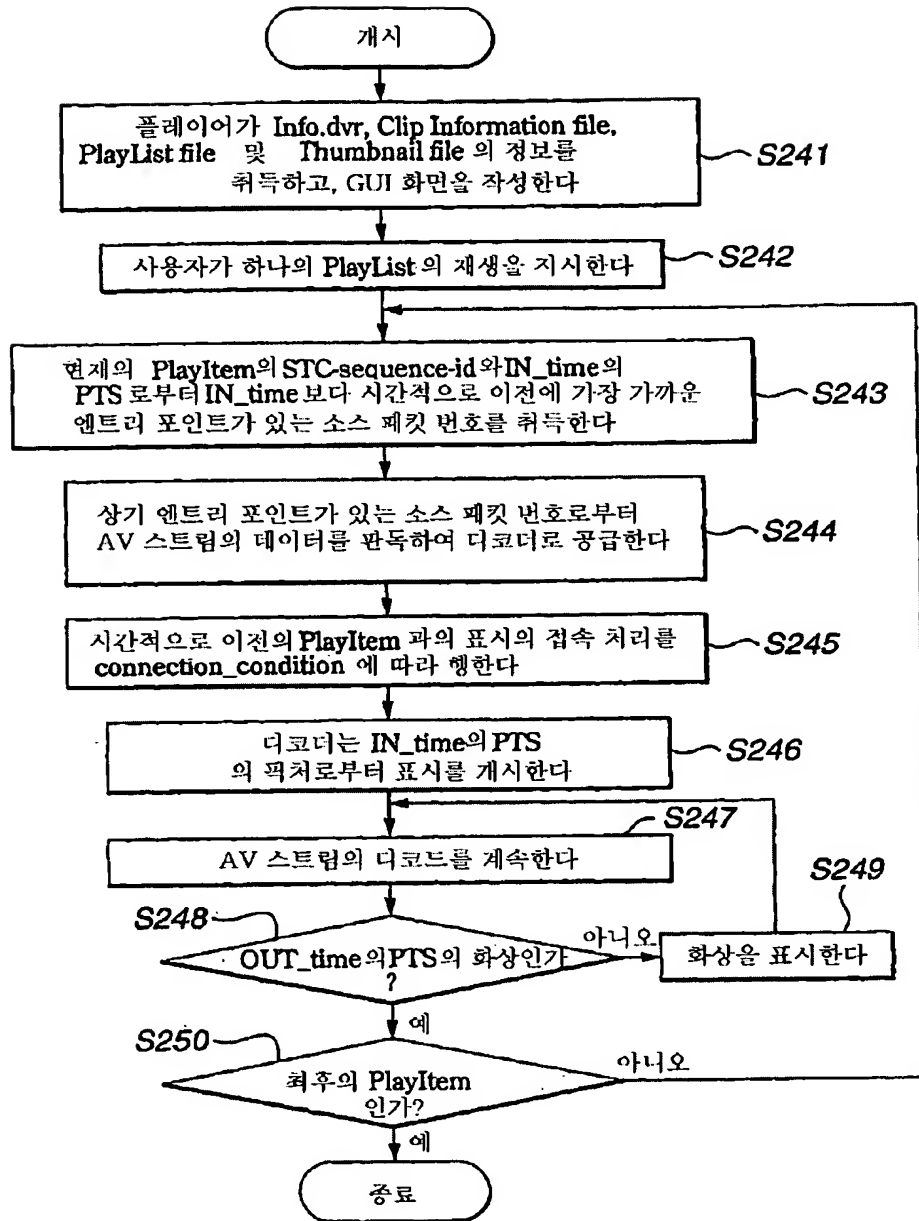 개시
플레이어가 Info.dvr, Clip Information file,
PlayList file 및 Thumbnail file 의 정보를
취득하고, GUI 화면을 작성한다
S241
사용자가 하나의 PlayList 의 재생을 지시한다
S242
현재의 PlayItem의 STC-sequence-id와 IN_time의
PTS 로부터 IN_time 보다 시간적으로 이전에 가장 가까운
엔트리 포인트가 있는 소스 패킷 번호를 취득한다
S243
상기 엔트리 포인트가 있는 소스 패킷 번호로부터
AV 스트림의 데이터를 판독하여 디코더로 공급한다
S244
시간적으로 이전의 PlayItem 과의 표시의 접속 처리를
connection_condition 에 따라 행한다
S245
디코더는 IN_time의 PTS
의 픽처로부터 표시를 개시한다
S246
S247
AV 스트림의 디코드를 계속한다
S248
OUT_time의 PTS의 화상인가
?
아니오
S249
화상을 표시한다
예
S250
최후의 PlayItem
인가?
아니오
예
종료